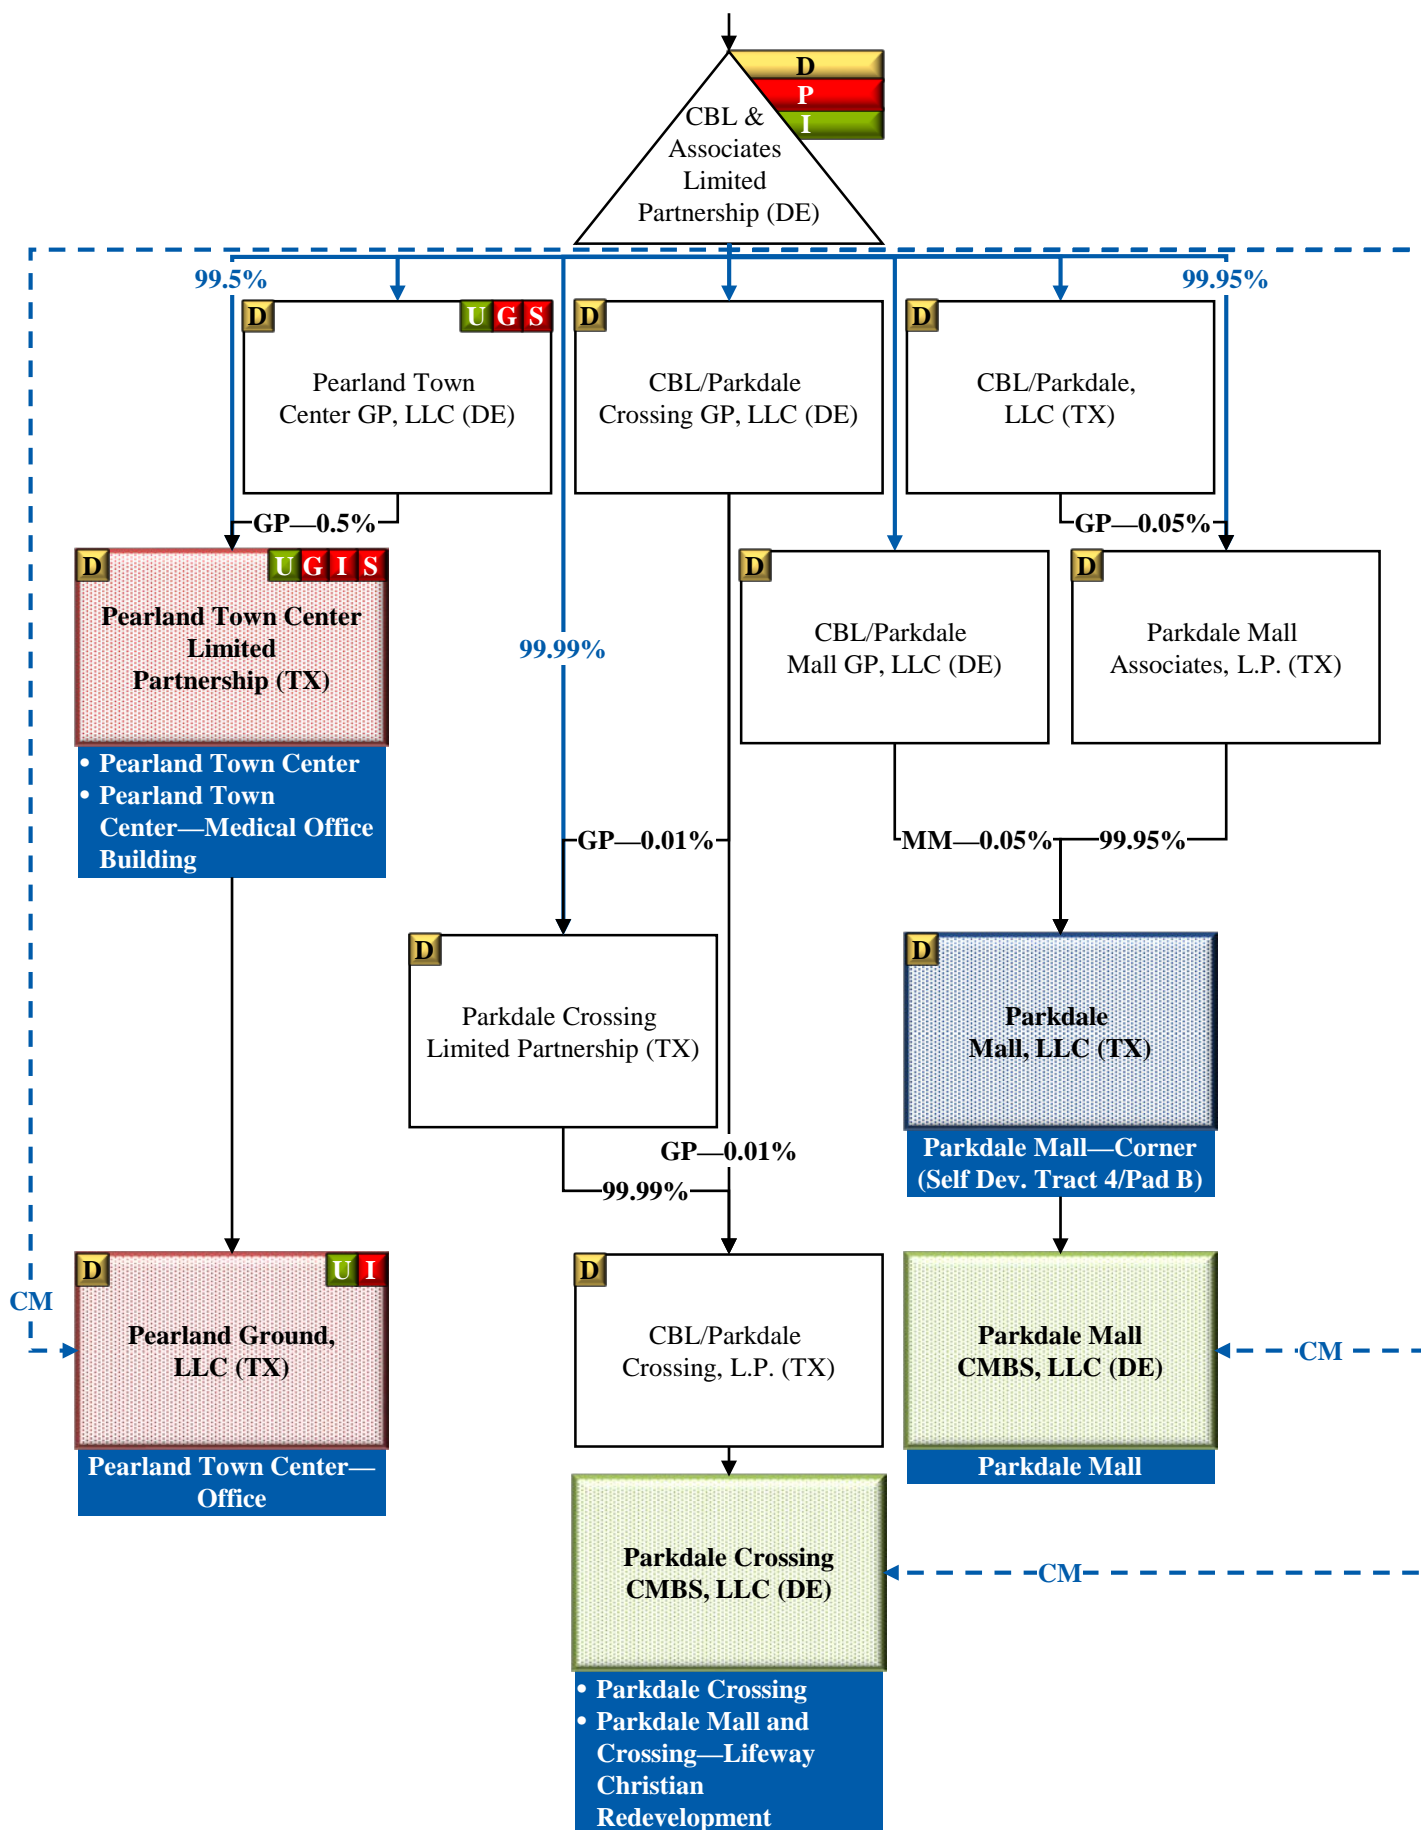 D
P
I
CBL &
Associates
Limited
Partnership (DE)
99.5%
99.95%
D
U G S
Pearland Town
Center GP, LLC (DE)
D
CBL/Parkdale
Crossing GP, LLC (DE)
D
CBL/Parkdale,
LLC (TX)
GP—0.5%
GP—0.05%
D
U G I S
Pearland Town Center
Limited
Partnership (TX)
• Pearland Town Center
• Pearland Town
Center—Medical Office
Building
99.99%
D
CBL/Parkdale
Mall GP, LLC (DE)
D
Parkdale Mall
Associates, L.P. (TX)
GP—0.01%
MM—0.05%
99.95%
D
Parkdale Crossing
Limited Partnership (TX)
D
Parkdale
Mall, LLC (TX)
Parkdale Mall—Corner
(Self Dev. Tract 4/Pad B)
GP—0.01%
99.99%
CM
D
U I
Pearland Ground,
LLC (TX)
Pearland Town Center—
Office
D
CBL/Parkdale
Crossing, L.P. (TX)
Parkdale Mall
CMBS, LLC (DE)
Parkdale Mall
CM
Parkdale Crossing
CMBS, LLC (DE)
CM
• Parkdale Crossing
• Parkdale Mall and
Crossing—Lifeway
Christian
Redevelopment